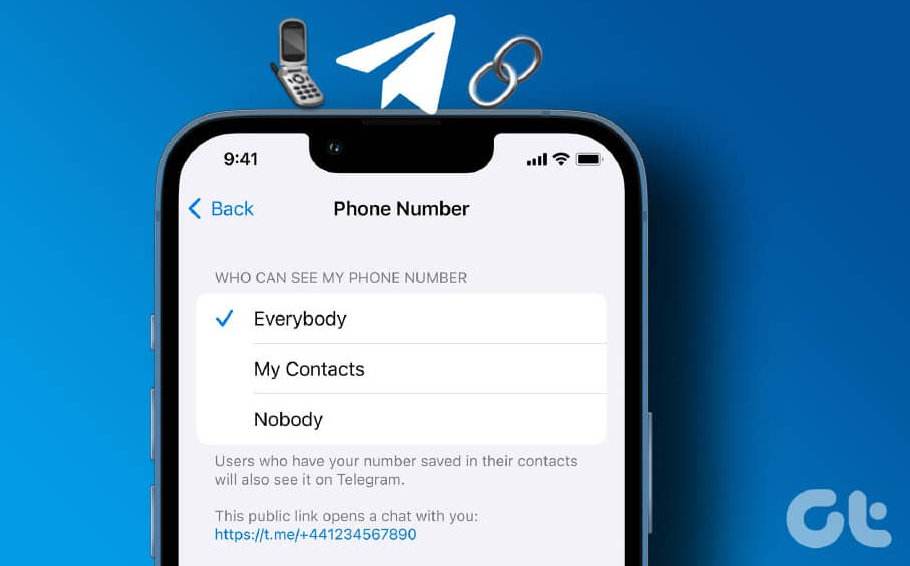 9:41
Back
Phone Number
WHO CAN SEE MY PHONE NUMBER
Everybody
My Contacts
Nobody
Users who have your number saved in their contacts
will also see it on Telegram.
This public link opens a chat with you:
https://t.me/+441234567890
Gt